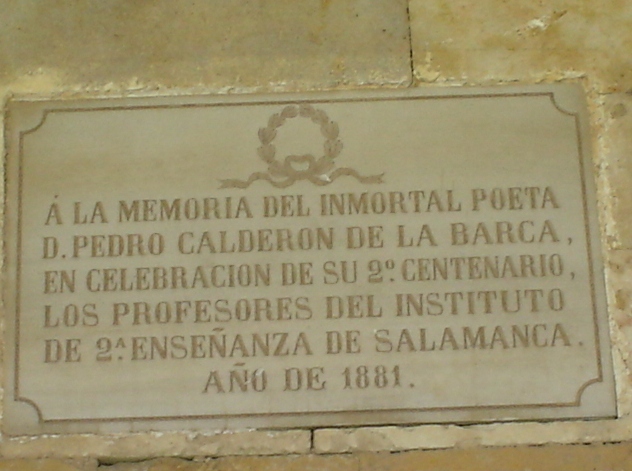 Á LA MEMORIA DEL INMORTAL POETA
D. PEDRO CALDERON DE LA BARCA,
EN CELEBRACION DE SU 2º. CENTENARIO,
LOS PROFESORES DEL INSTITUTO
DE 2ª. ENSEÑANZA DE SALAMANCA.
AÑO DE 1881.